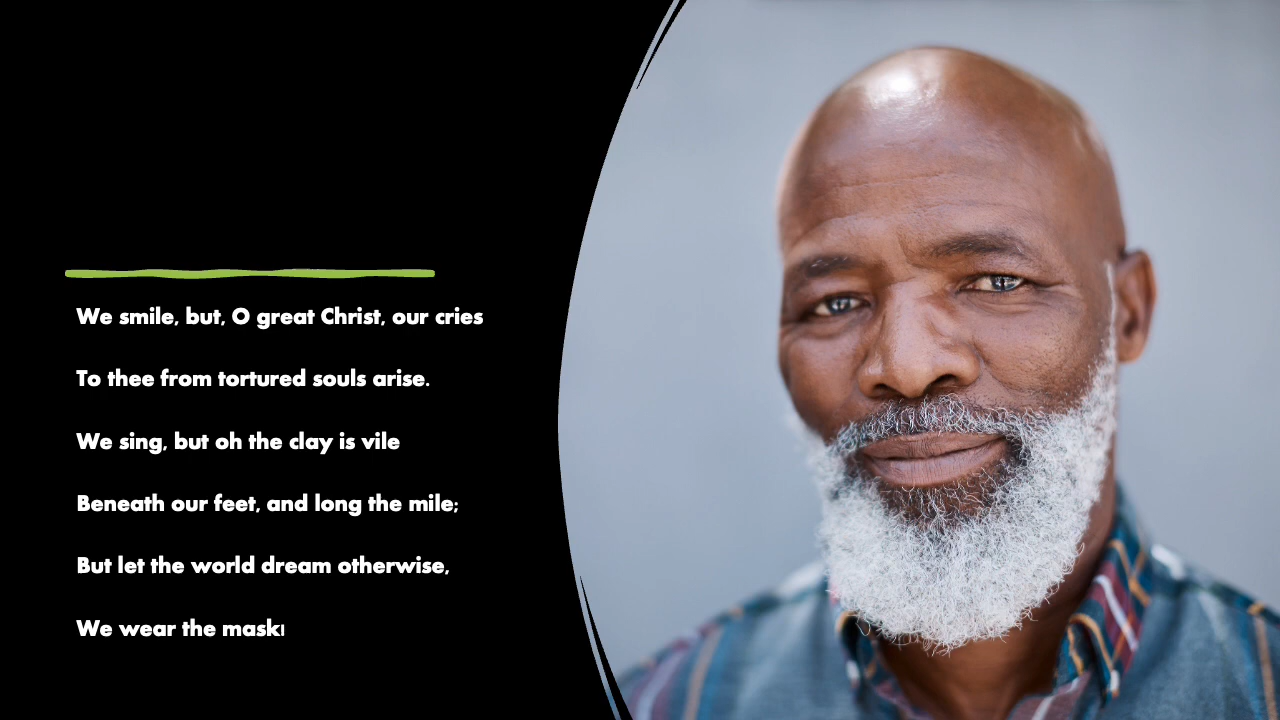 We smile, but, O great Christ, our cries
To thee from tortured souls arise.
We sing, but oh the clay is vile
Beneath our feet, and long the mile;
But let the world dream otherwise,
We wear the mask!